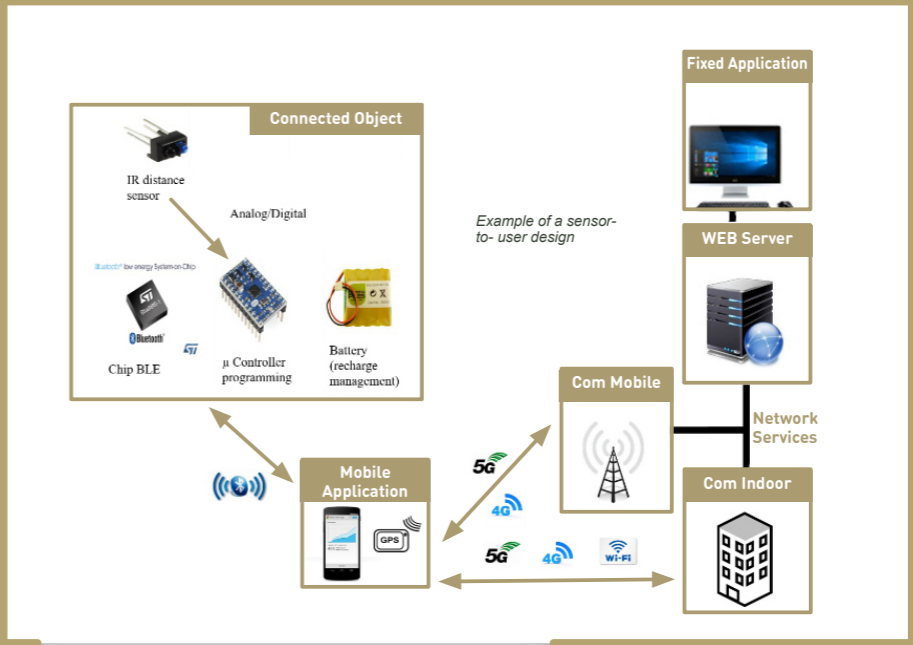 Fixed Application
Connected Object
IR distance
sensor
Analog/Digital
Example of a sensor-
to- user design
WEB Server
Bluetooth® low energy System-on-Chip
Bluetooth®
Chip BLE
µ Controller
programming
Battery
(recharge
management)
Com Mobile
Network
Services
5G
Mobile
Application
Com Indoor
4G
GPS
5G
4G
Wi-Fi